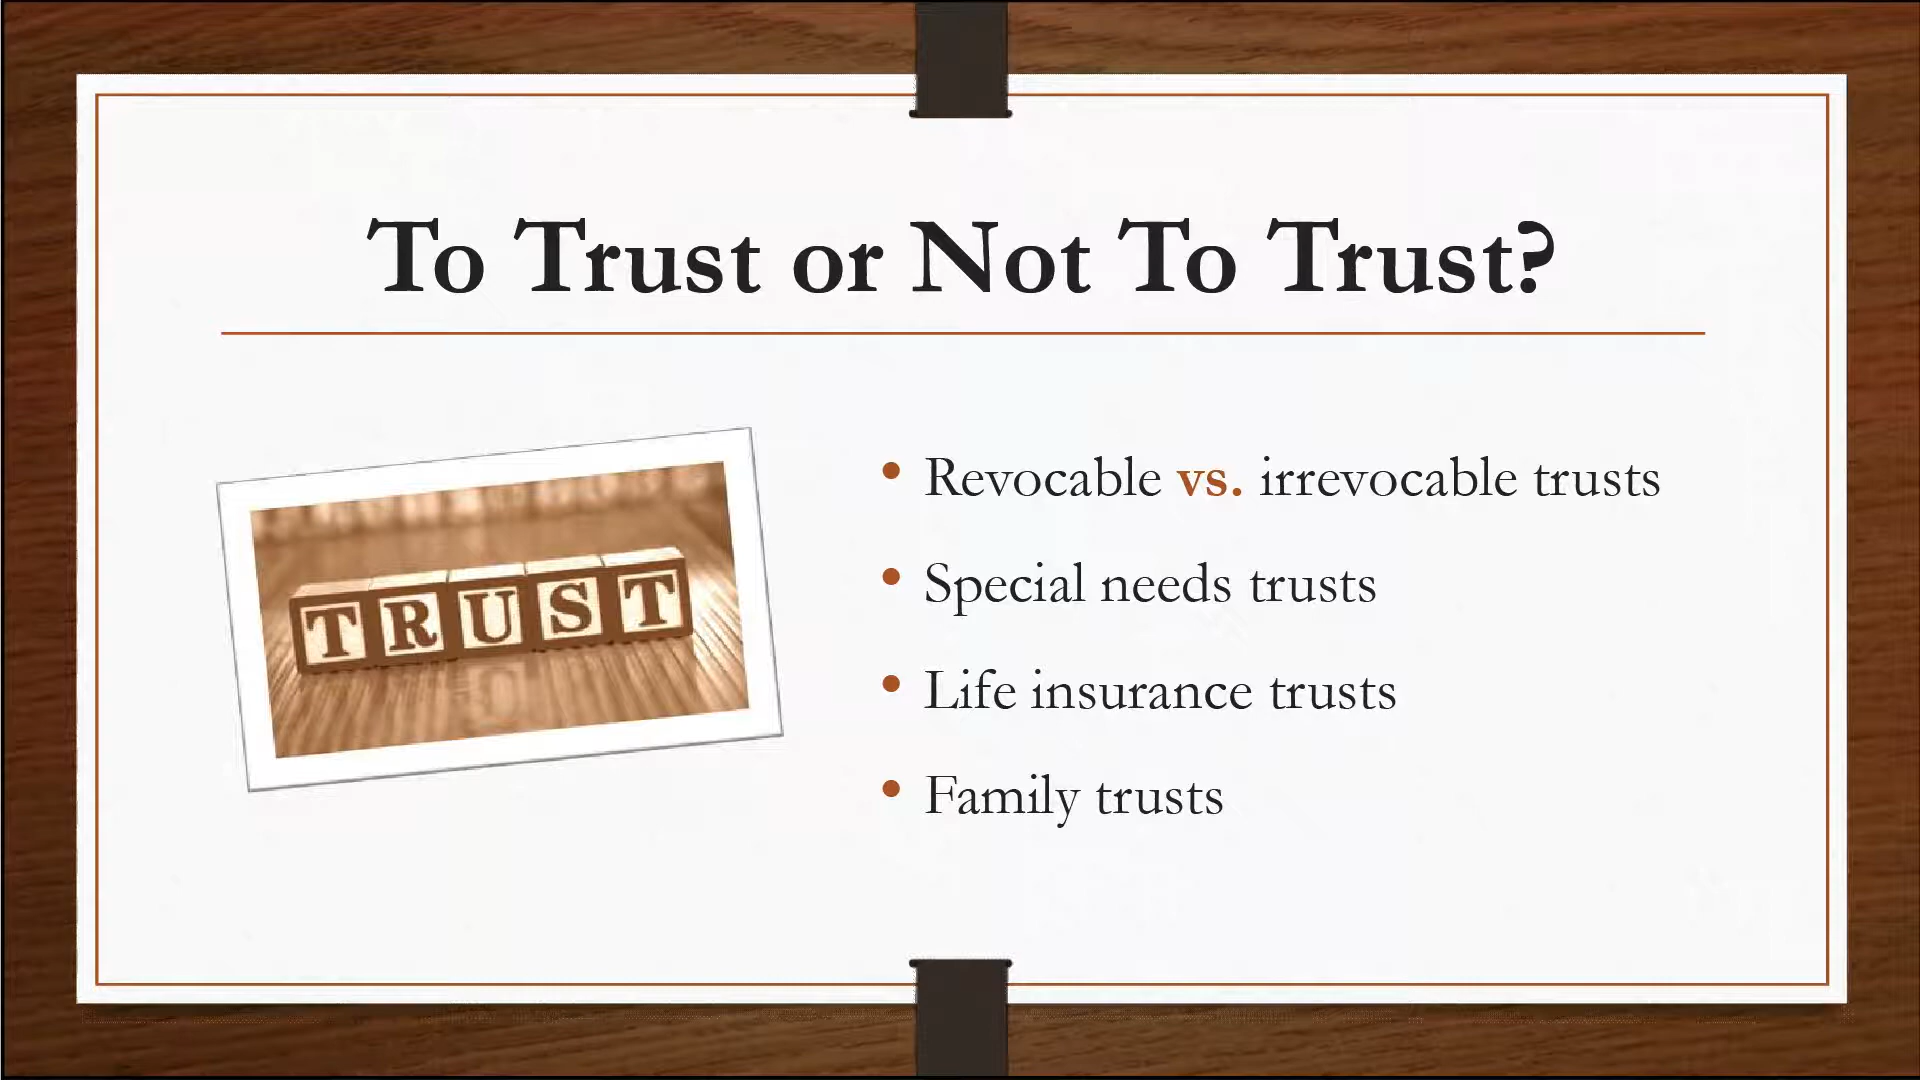 To Trust or Not To Trust?
TRUST
• Revocable vs. irrevocable trusts
• Special needs trusts
• Life insurance trusts
• Family trusts